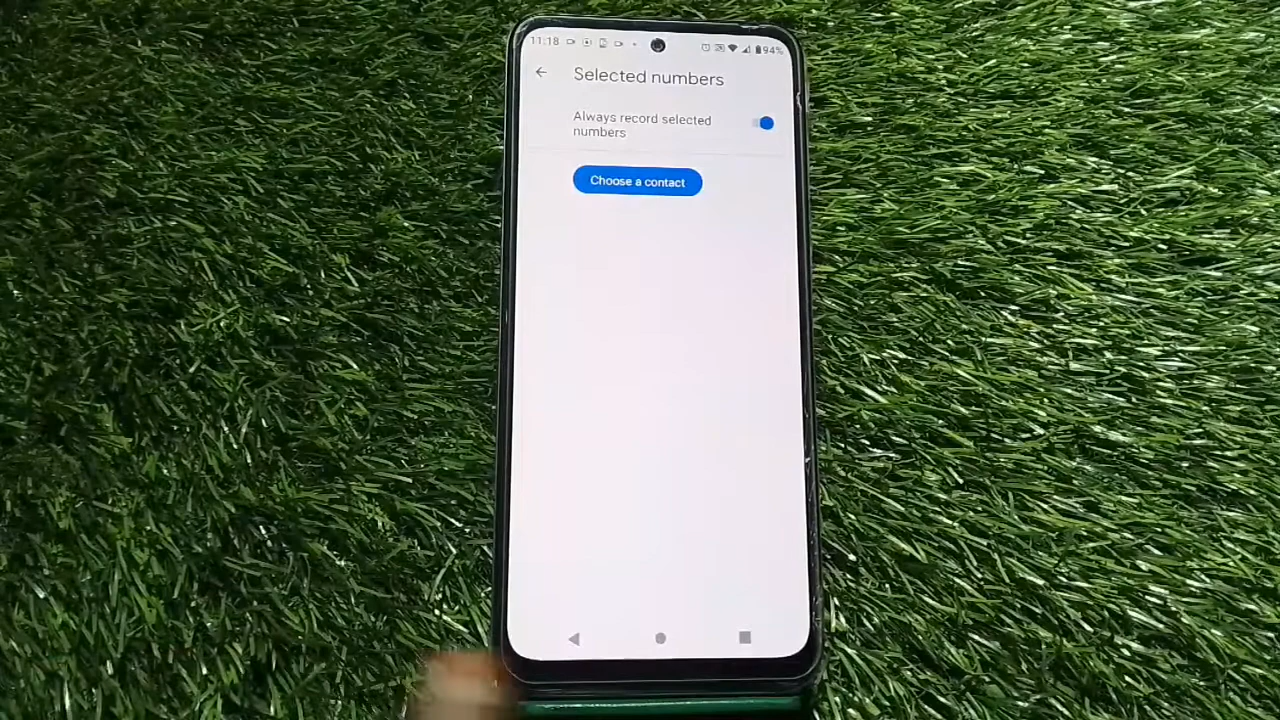 11:18 94%
Selected numbers
Always record selected
numbers
Choose a contact